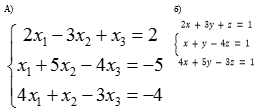 А)
2x₁ − 3x₂ + x₃ = 2
x₁ + 5x₂ − 4x₃ = −5
4x₁ + x₂ − 3x₃ = −4
б)
2x + 3y + z = 1
x + y − 4z = 1
4x + 5y − 3z = 1